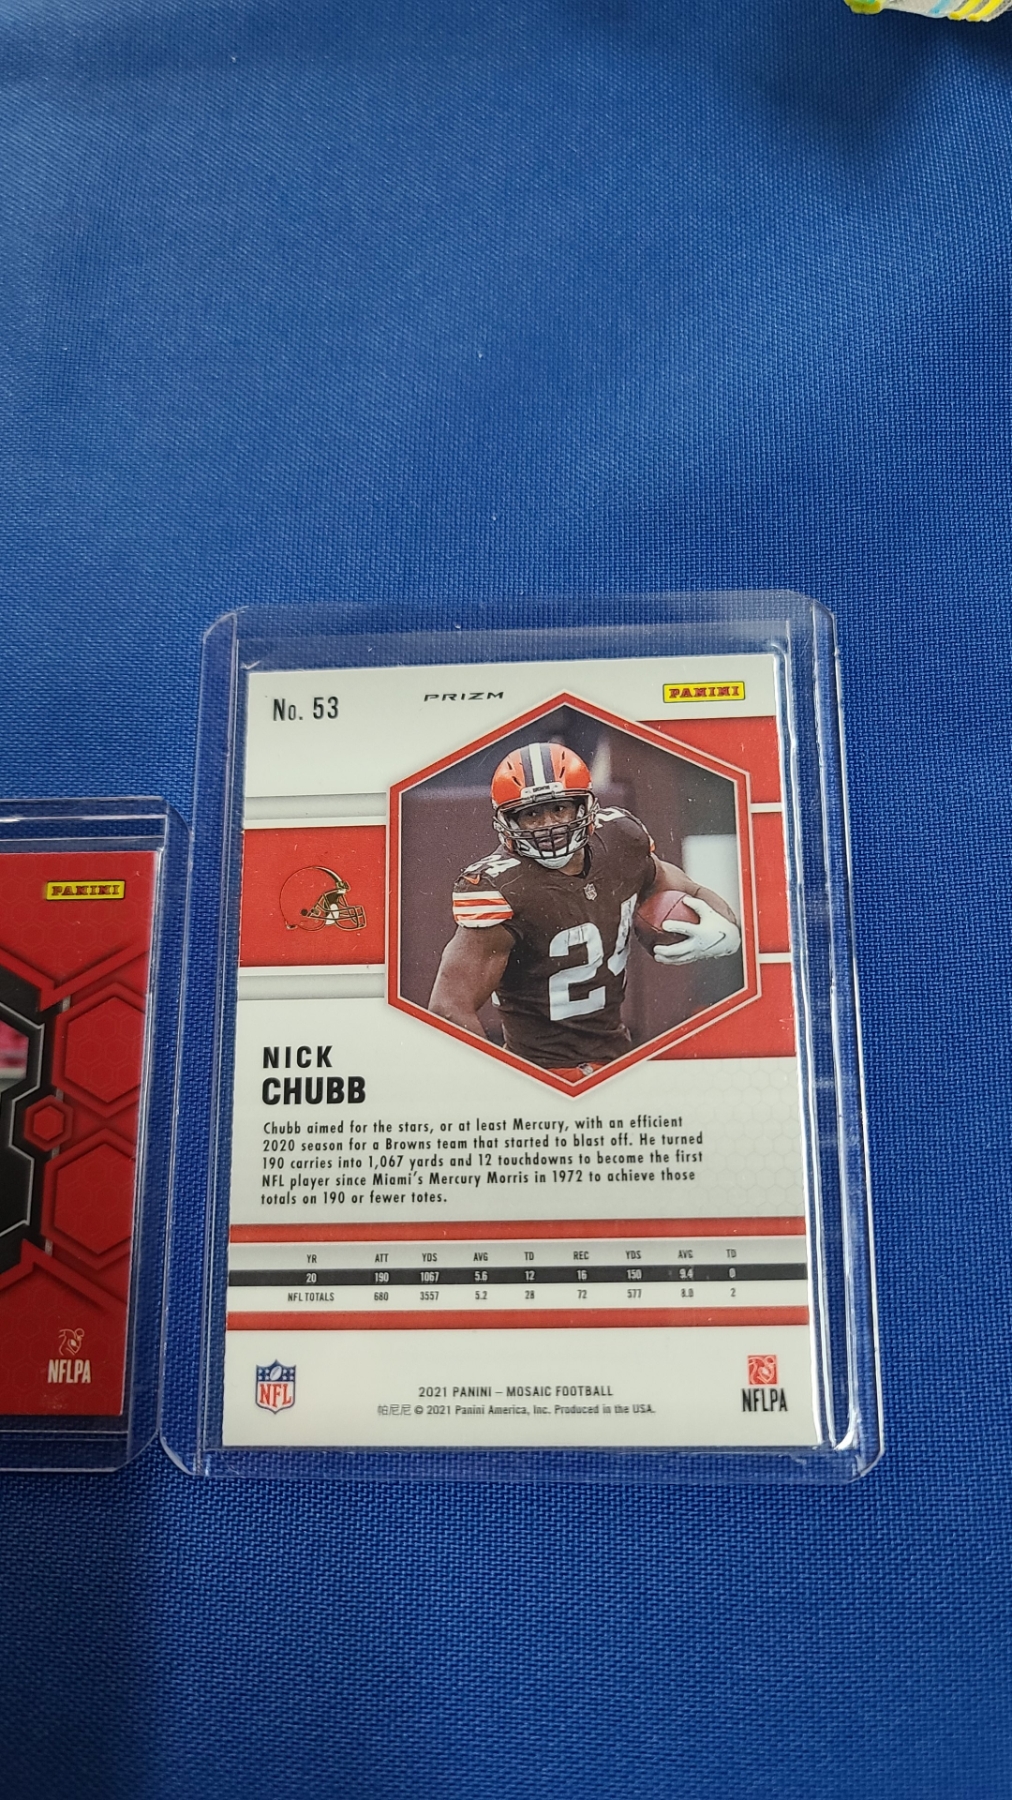 No. 53
PRIZM
PANINI
24
24
PANINI
NICK
CHUBB
Chubb aimed for the stars, or at least Mercury, with an efficient
2020 season for a Browns team that started to blast off. He turned
190 carries into 1,067 yards and 12 touchdowns to become the first
NFL player since Miami's Mercury Morris in 1972 to achieve those
totals on 190 or fewer totes.
YR ATT YDS AVG TD REC YDS AVG TD
20 190 1067 5.6 12 16 150 9.4 0
NFL TOTALS 680 3557 5.2 28 72 577 8.0 2
NFL
2021 PANINI – MOSAIC FOOTBALL
帕尼尼 © 2021 Panini America, Inc. Produced in the USA.
NFLPA
NFLPA